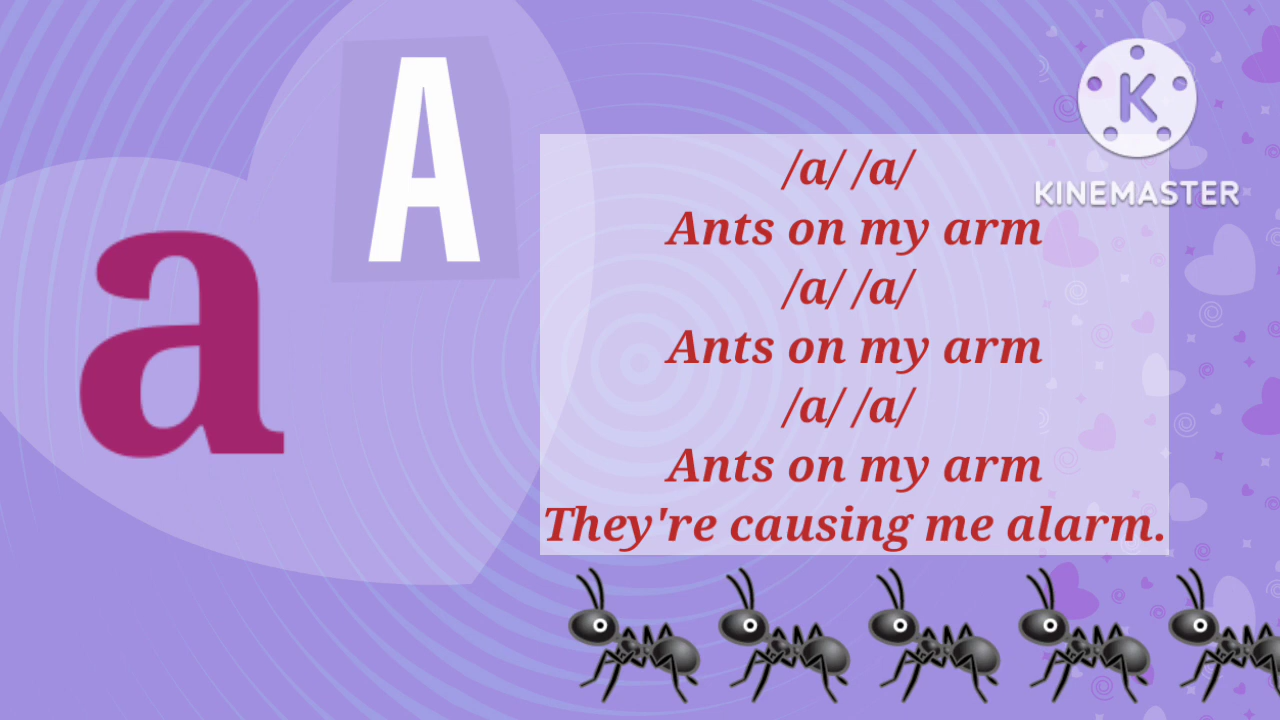 a
A
/a/ /a/
Ants on my arm
/a/ /a/
Ants on my arm
/a/ /a/
Ants on my arm
They're causing me alarm.
K
KINEMASTER